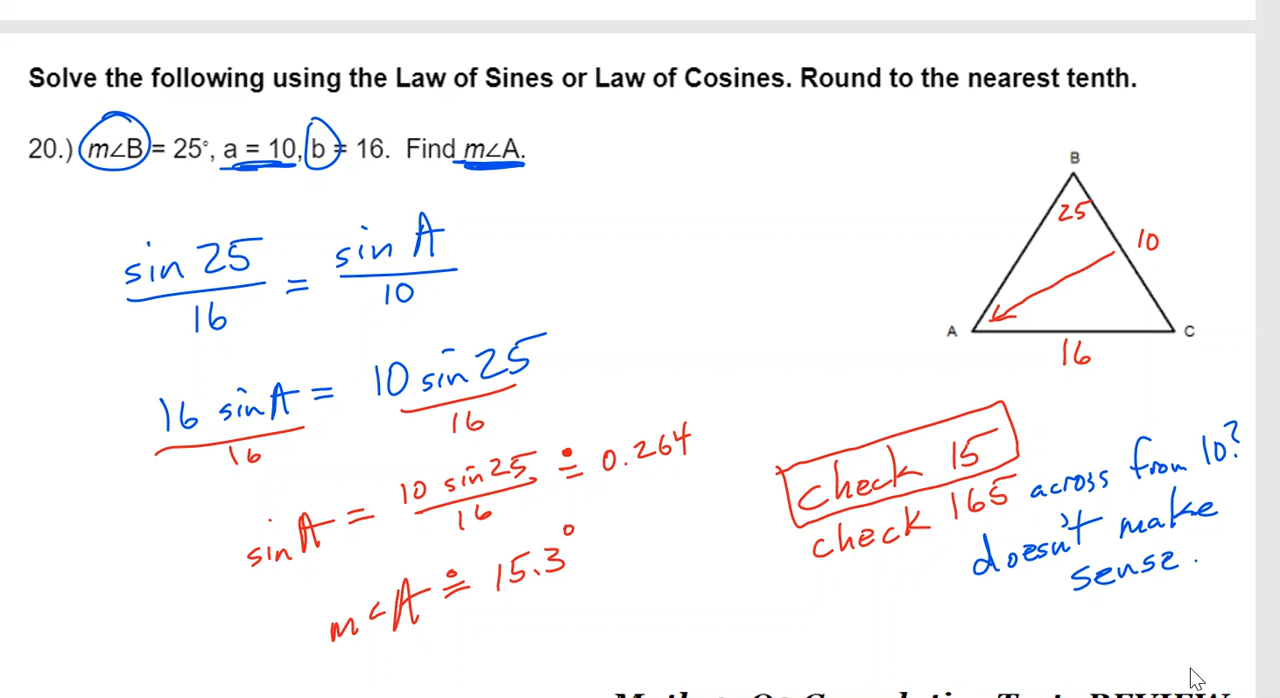 Solve the following using the Law of Sines or Law of Cosines. Round to the nearest tenth.
20.) m∠B = 25°, a = 10, b = 16. Find m∠A.
B
25
10
A
C
16
sin 25 / 16 = sin A / 10
16 sin A / 16 = 10 sin 25 / 16
sin A = 10 sin 25 / 16 ≐ 0.264
m<A ≐ 15.3°
check 15
check 165 across from 10?
doesn't make
sense.